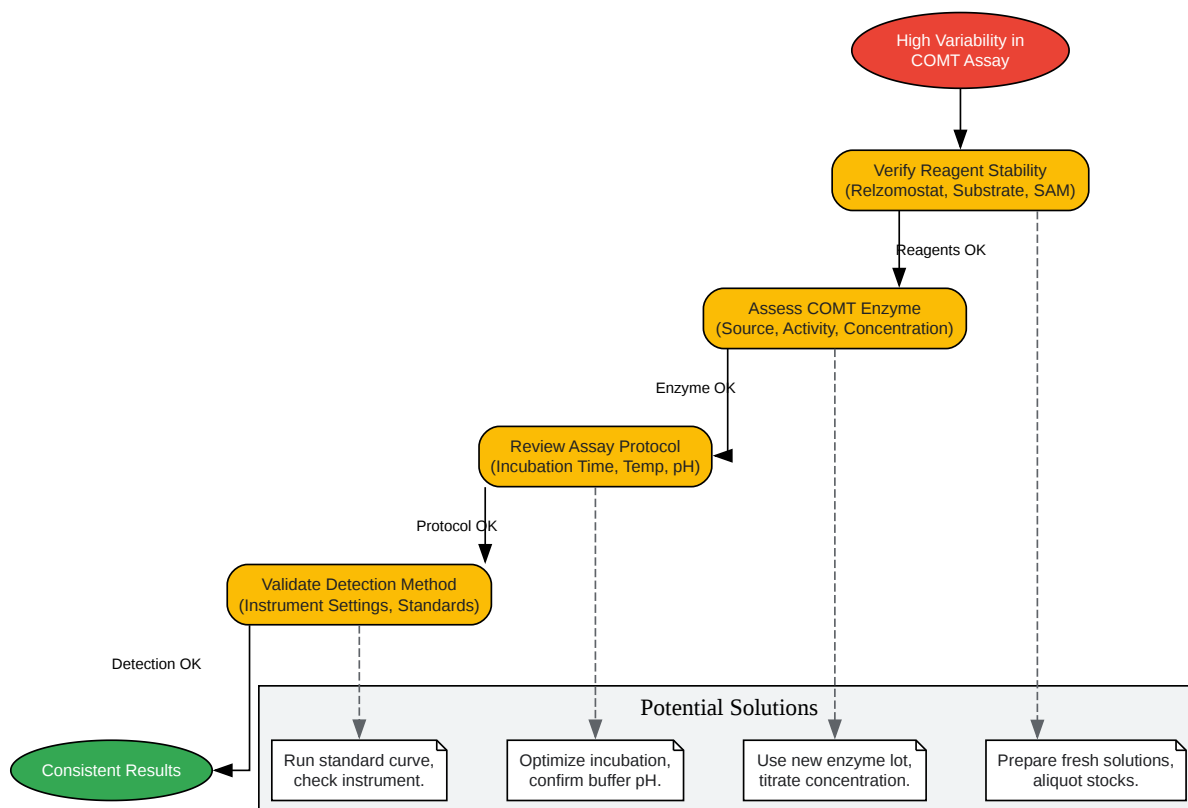 High Variability in
COMT Assay
Verify Reagent Stability
(Relzomostat, Substrate, SAM)
Reagents OK
Assess COMT Enzyme
(Source, Activity, Concentration)
Enzyme OK
Review Assay Protocol
(Incubation Time, Temp, pH)
Protocol OK
Validate Detection Method
(Instrument Settings, Standards)
Detection OK
Potential Solutions
Consistent Results
Run standard curve,
check instrument.
Optimize incubation,
confirm buffer pH.
Use new enzyme lot,
titrate concentration.
Prepare fresh solutions,
aliquot stocks.